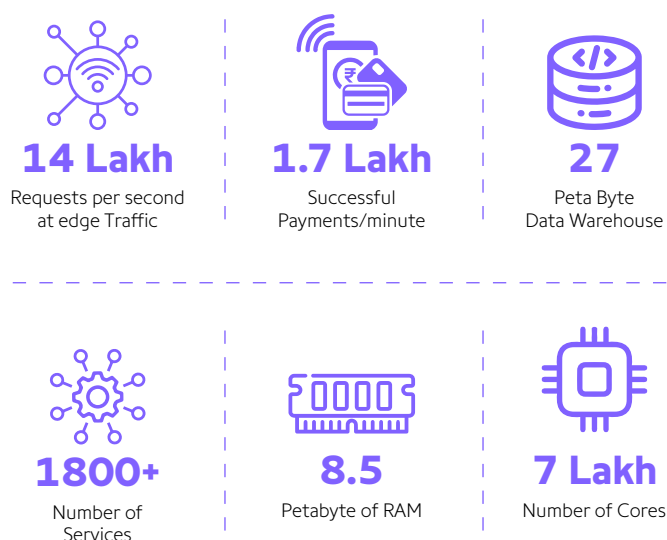 ₹
</>
14 Lakh
Requests per second
at edge Traffic
1.7 Lakh
Successful
Payments/minute
27
Peta Byte
Data Warehouse
1800+
Number of
Services
8.5
Petabyte of RAM
7 Lakh
Number of Cores